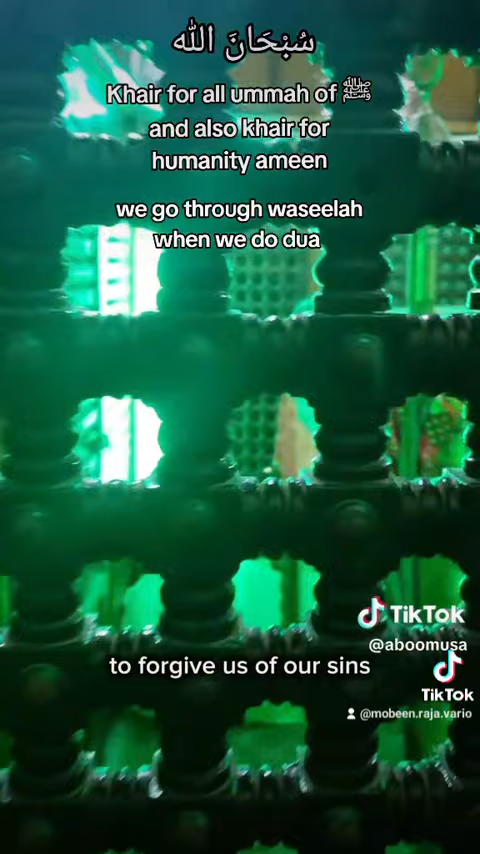 سُبْحَانَ الله
Khair for all ummah of ﷺ
and also khair for
humanity ameen
we go through waseelah
when we do dua
TikTok
@aboomusa
to forgive us of our sins
TikTok
@mobeen.raja.vario